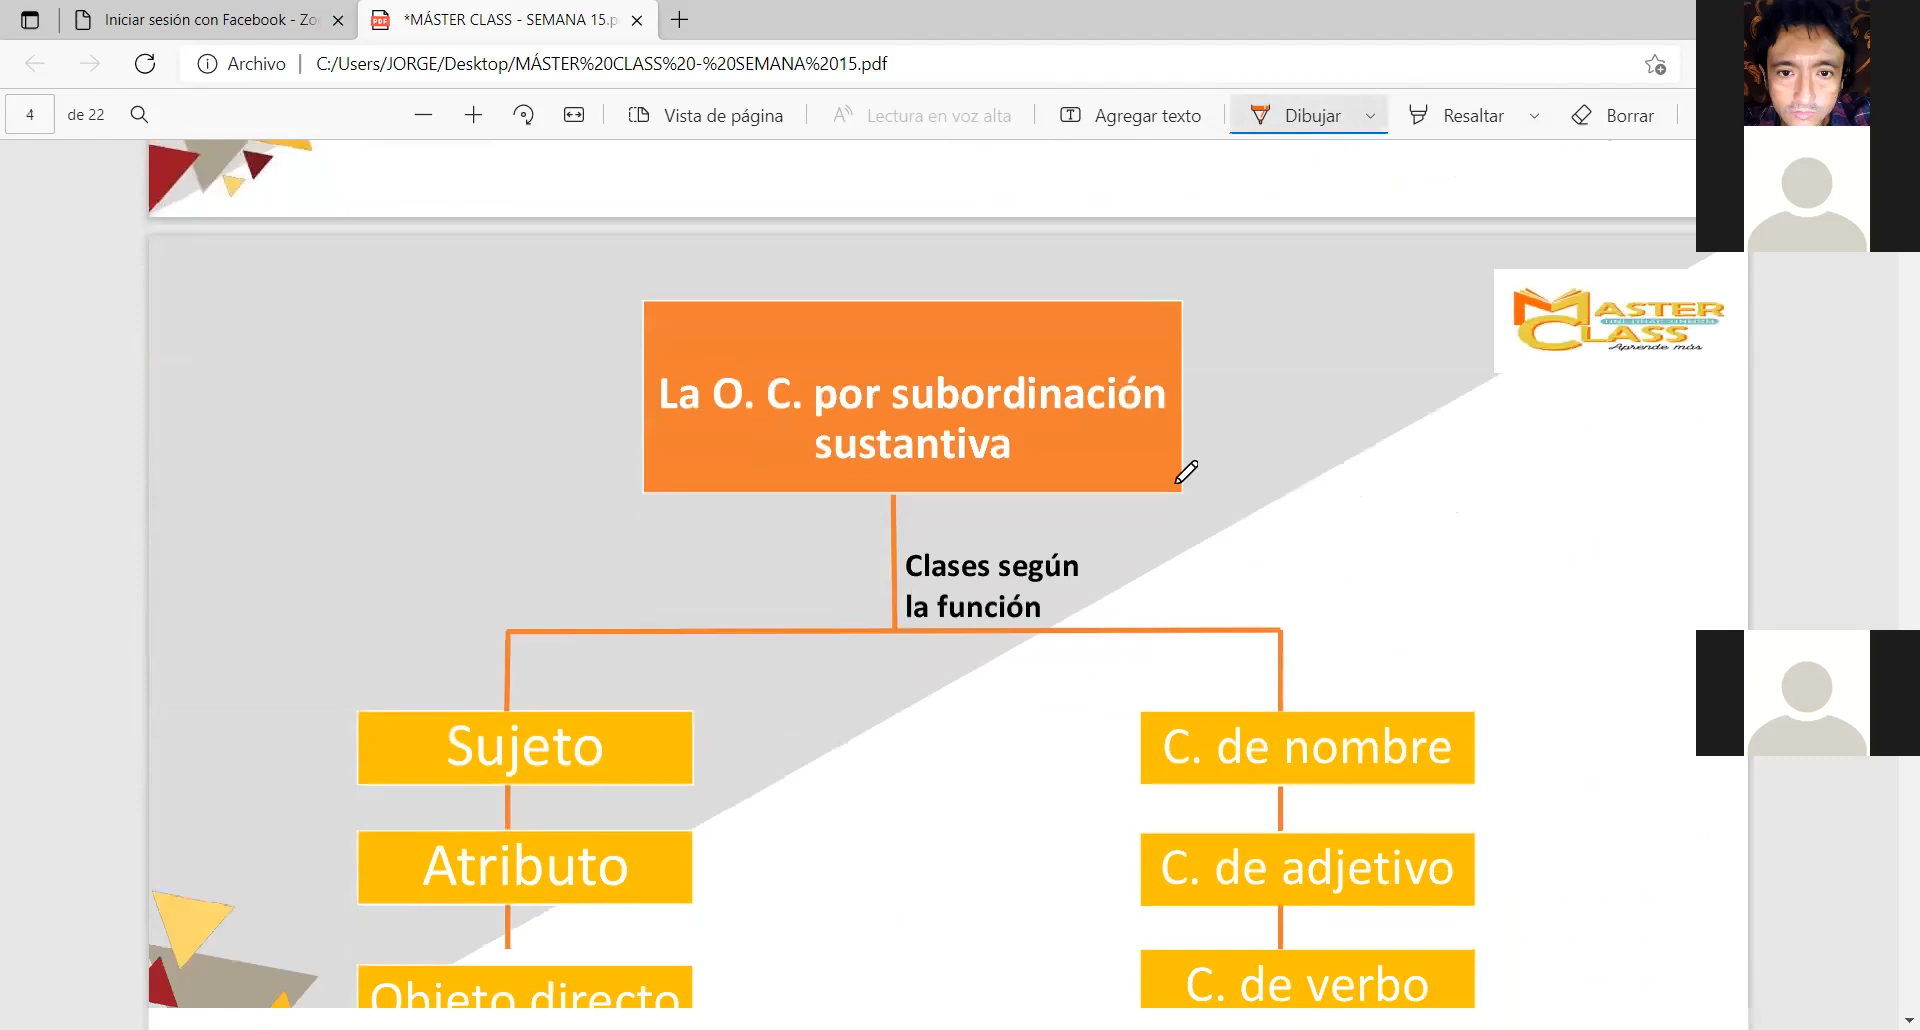 Iniciar sesión con Facebook - Zo
*MÁSTER CLASS - SEMANA 15.p
Archivo | C:/Users/JORGE/Desktop/MÁSTER%20CLASS%20-%20SEMANA%2015.pdf
4 de 22
Vista de página
Lectura en voz alta
Agregar texto
Dibujar
Resaltar
Borrar
MASTER
CLASS
Aprende más
La O. C. por subordinación
sustantiva
Clases según
la función
Sujeto
C. de nombre
Atributo
C. de adjetivo
Objeto directo
C. de verbo